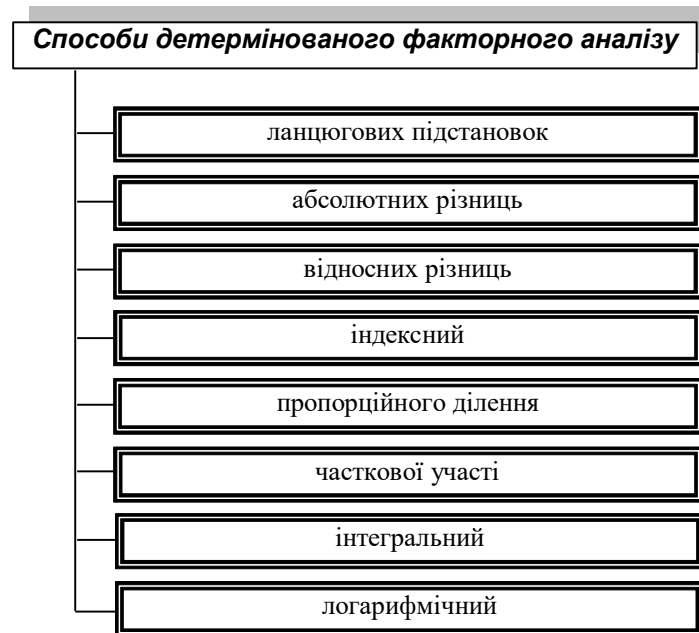 Способи детермінованого факторного аналізу
ланцюгових підстановок
абсолютних різниць
відносних різниць
індексний
пропорційного ділення
часткової участі
інтегральний
логарифмічний